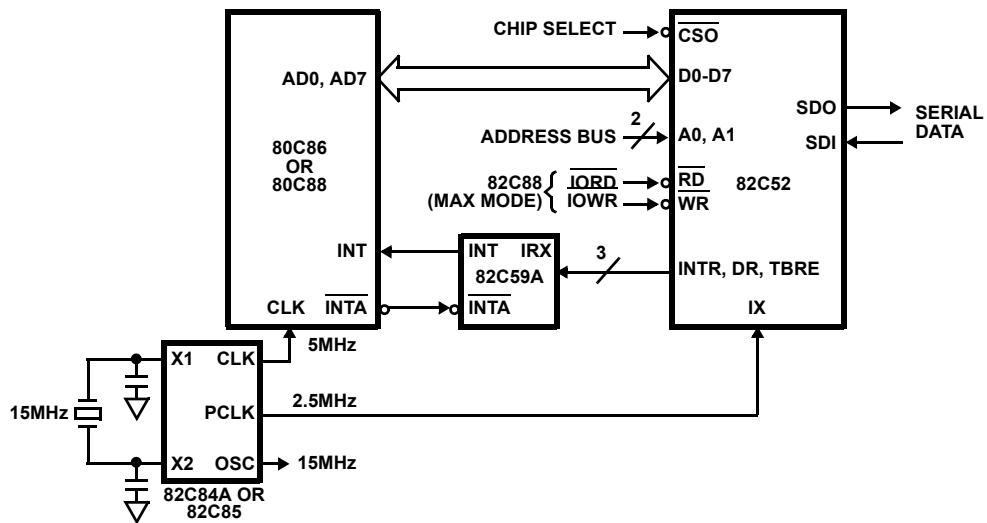 CHIP SELECT
CSO
AD0, AD7
D0-D7
SDO
SERIAL
DATA
SDI
2
ADDRESS BUS
A0, A1
80C86
OR
80C88
82C88
(MAX MODE)
IORD
IOWR
RD
WR
82C52
INT
INT
IRX
82C59A
3
INTR, DR, TBRE
CLK
INTA
INTA
IX
5MHz
X1
CLK
15MHz
PCLK
2.5MHz
X2
OSC
15MHz
82C84A OR
82C85